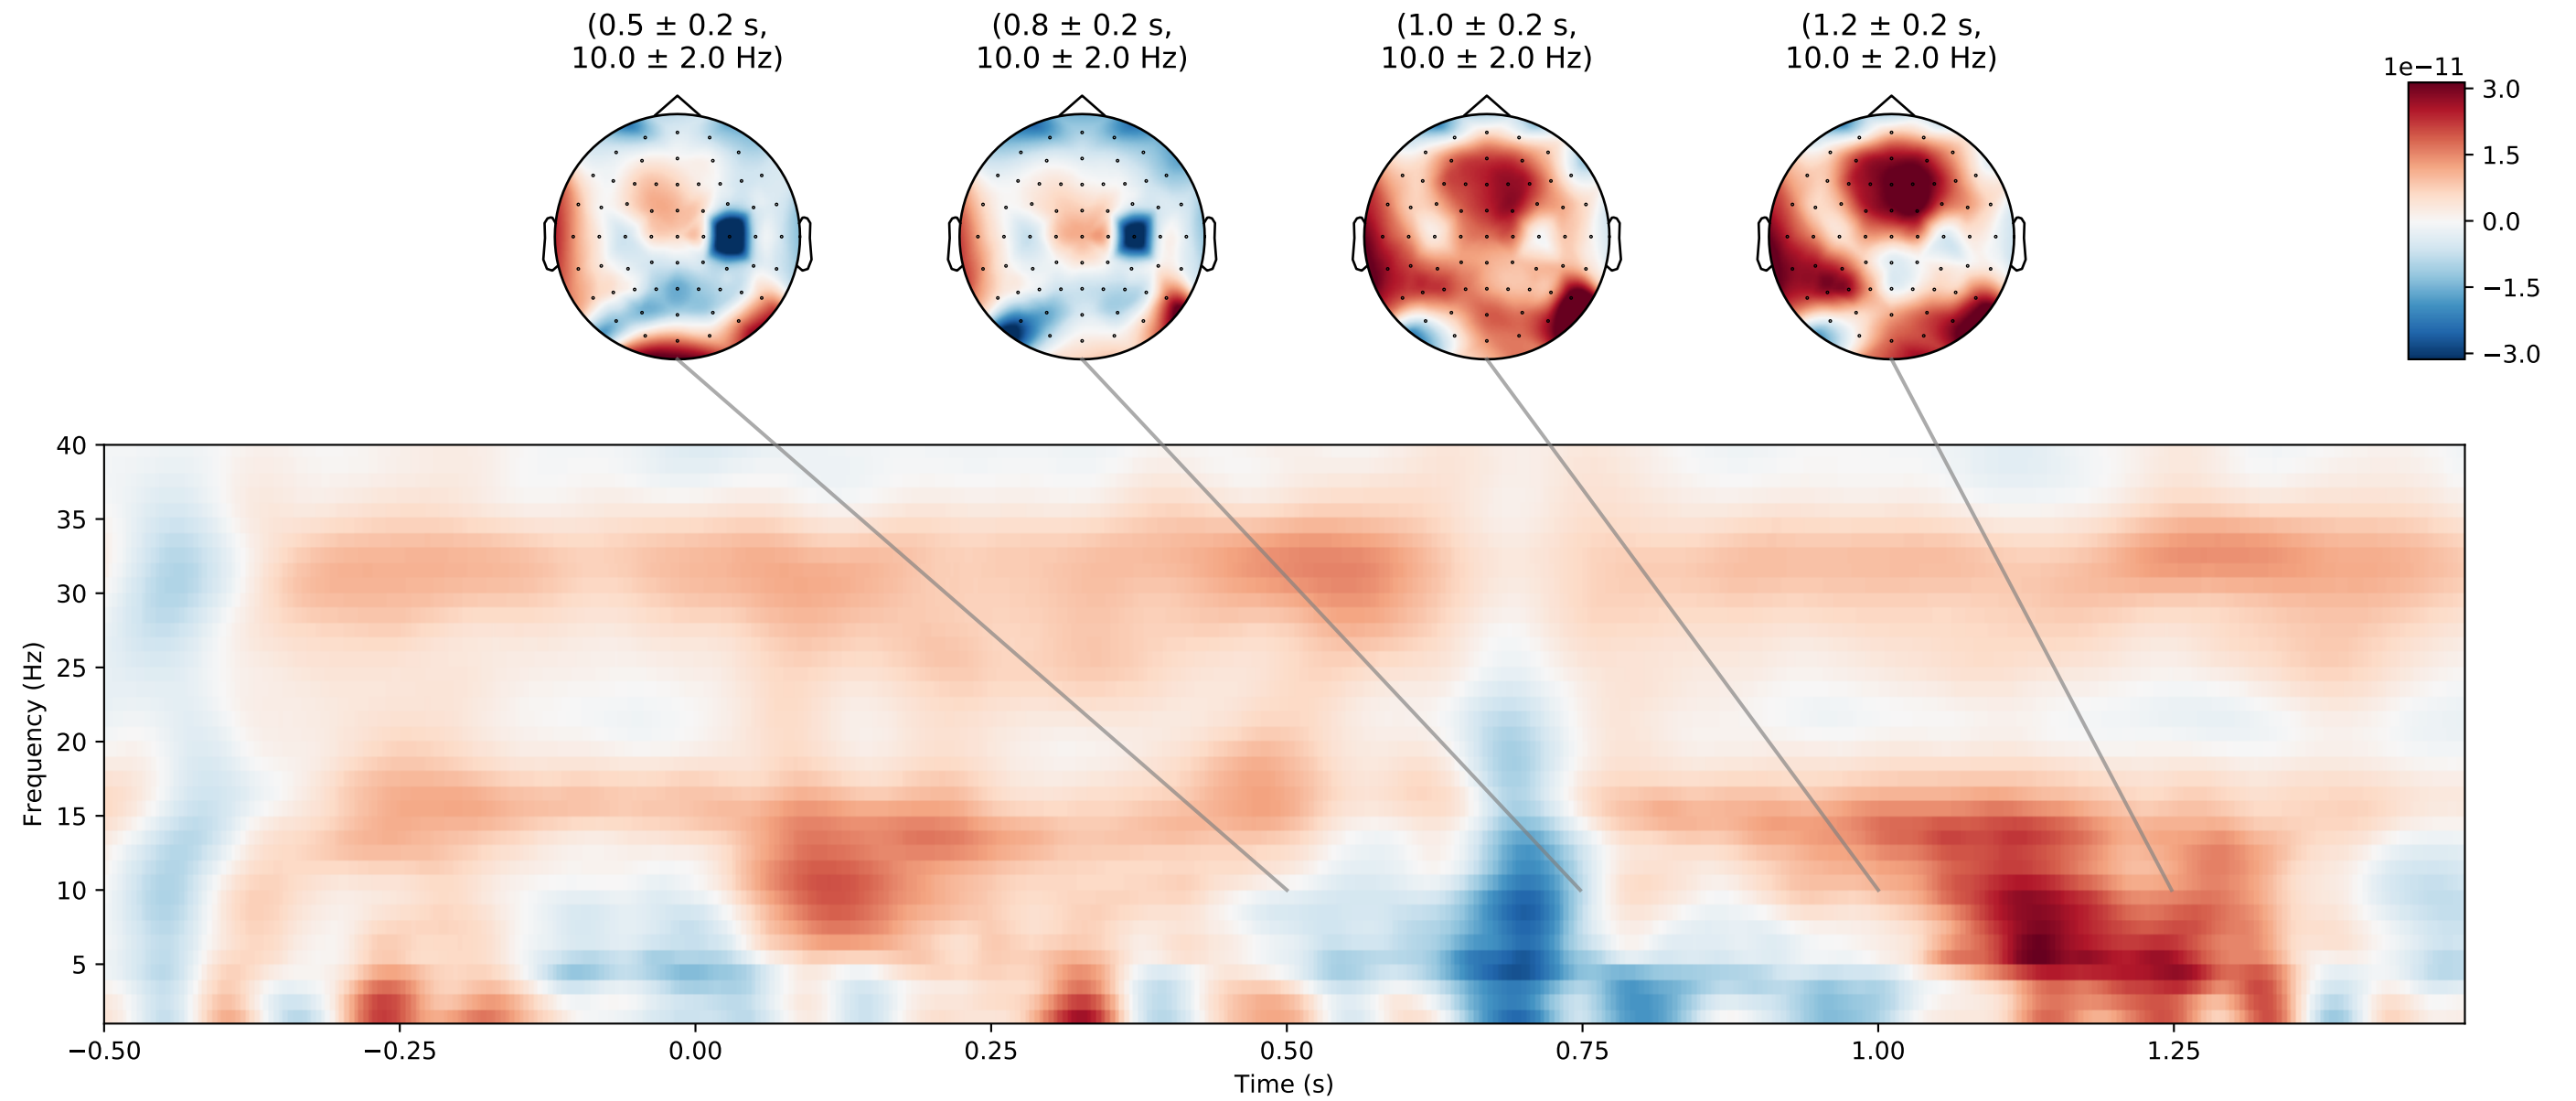 (0.5 ± 0.2 s,
10.0 ± 2.0 Hz)
(0.8 ± 0.2 s,
10.0 ± 2.0 Hz)
(1.0 ± 0.2 s,
10.0 ± 2.0 Hz)
(1.2 ± 0.2 s,
10.0 ± 2.0 Hz)
1e−11
3.0
1.5
0.0
−1.5
−3.0
40
35
30
25
20
15
10
5
Frequency (Hz)
−0.50
−0.25
0.00
0.25
0.50
0.75
1.00
1.25
Time (s)